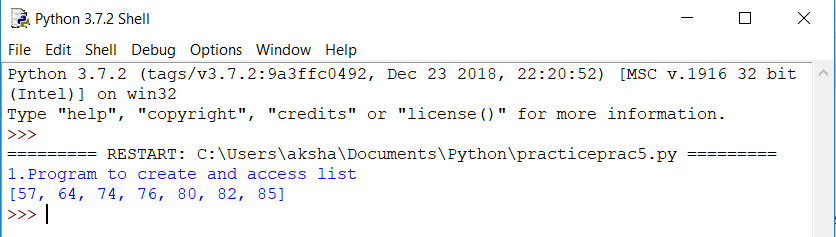 Python 3.7.2 Shell
File Edit Shell Debug Options Window Help
Python 3.7.2 (tags/v3.7.2:9a3ffc0492, Dec 23 2018, 22:20:52) [MSC v.1916 32 bit
(Intel)] on win32
Type "help", "copyright", "credits" or "license()" for more information.
>>>
========= RESTART: C:\Users\aksha\Documents\Python\practiceprac5.py =========
1.Program to create and access list
[57, 64, 74, 76, 80, 82, 85]
>>>